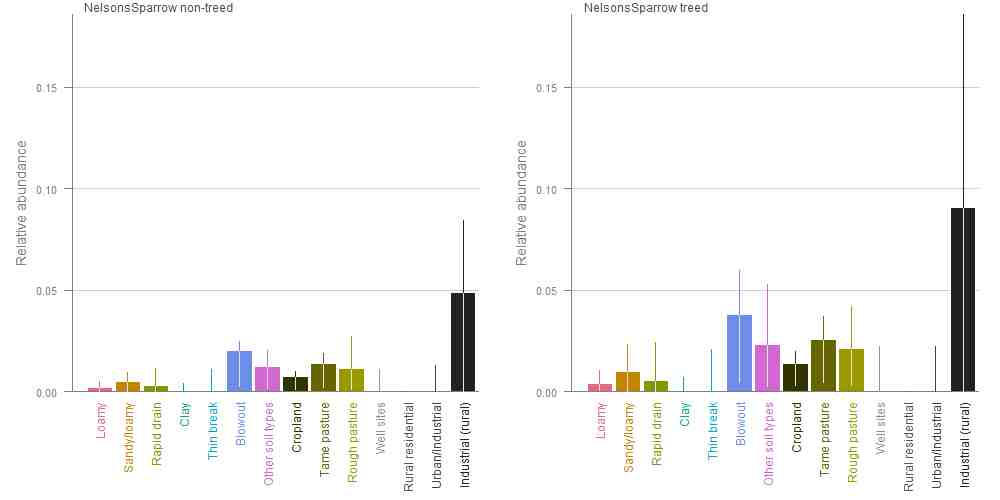 NelsonsSparrow non-treed
Relative abundance
0.15
0.10
0.05
0.00
Loamy
Sandy/loamy
Rapid drain
Clay
Thin break
Blowout
Other soil types
Cropland
Tame pasture
Rough pasture
Well sites
Rural residential
Urban/Industrial
Industrial (rural)
NelsonsSparrow treed
Relative abundance
0.15
0.10
0.05
0.00
Loamy
Sandy/loamy
Rapid drain
Clay
Thin break
Blowout
Other soil types
Cropland
Tame pasture
Rough pasture
Well sites
Rural residential
Urban/Industrial
Industrial (rural)